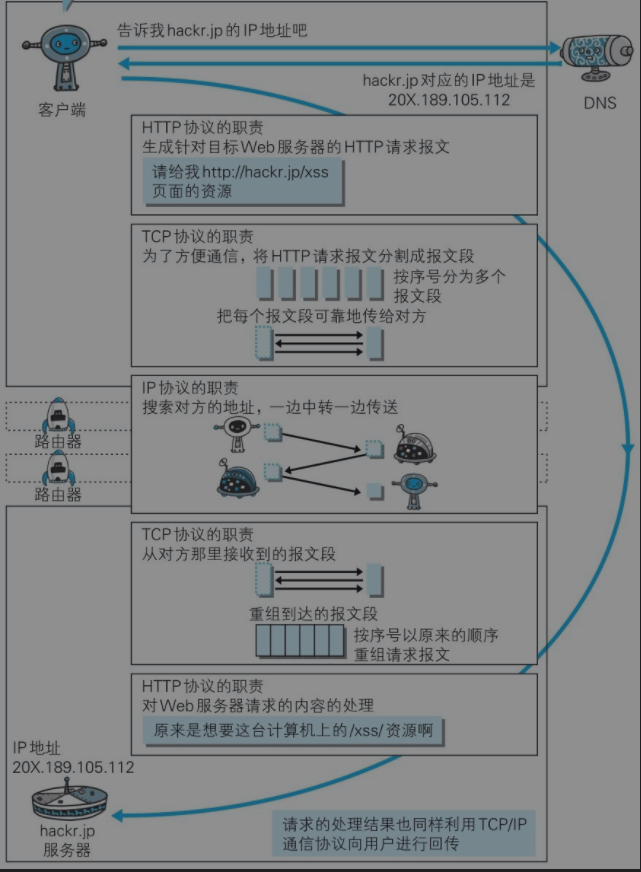 告诉我hackr.jp的IP地址吧
客户端
hackr.jp对应的IP地址是
20X.189.105.112
DNS
HTTP协议的职责
生成针对目标Web服务器的HTTP请求报文
请给我http://hackr.jp/xss
页面的资源
TCP协议的职责
为了方便通信，将HTTP请求报文分割成报文段
按序号分为多个
报文段
把每个报文段可靠地传给对方
IP协议的职责
搜索对方的地址，一边中转一边传送
路由器
路由器
TCP协议的职责
从对方那里接收到的报文段
重组到达的报文段
按序号以原来的顺序
重组请求报文
HTTP协议的职责
对Web服务器请求的内容的处理
原来是想要这台计算机上的/xss/资源啊
IP地址
20X.189.105.112
hackr.jp
服务器
请求的处理结果也同样利用TCP/IP
通信协议向用户进行回传